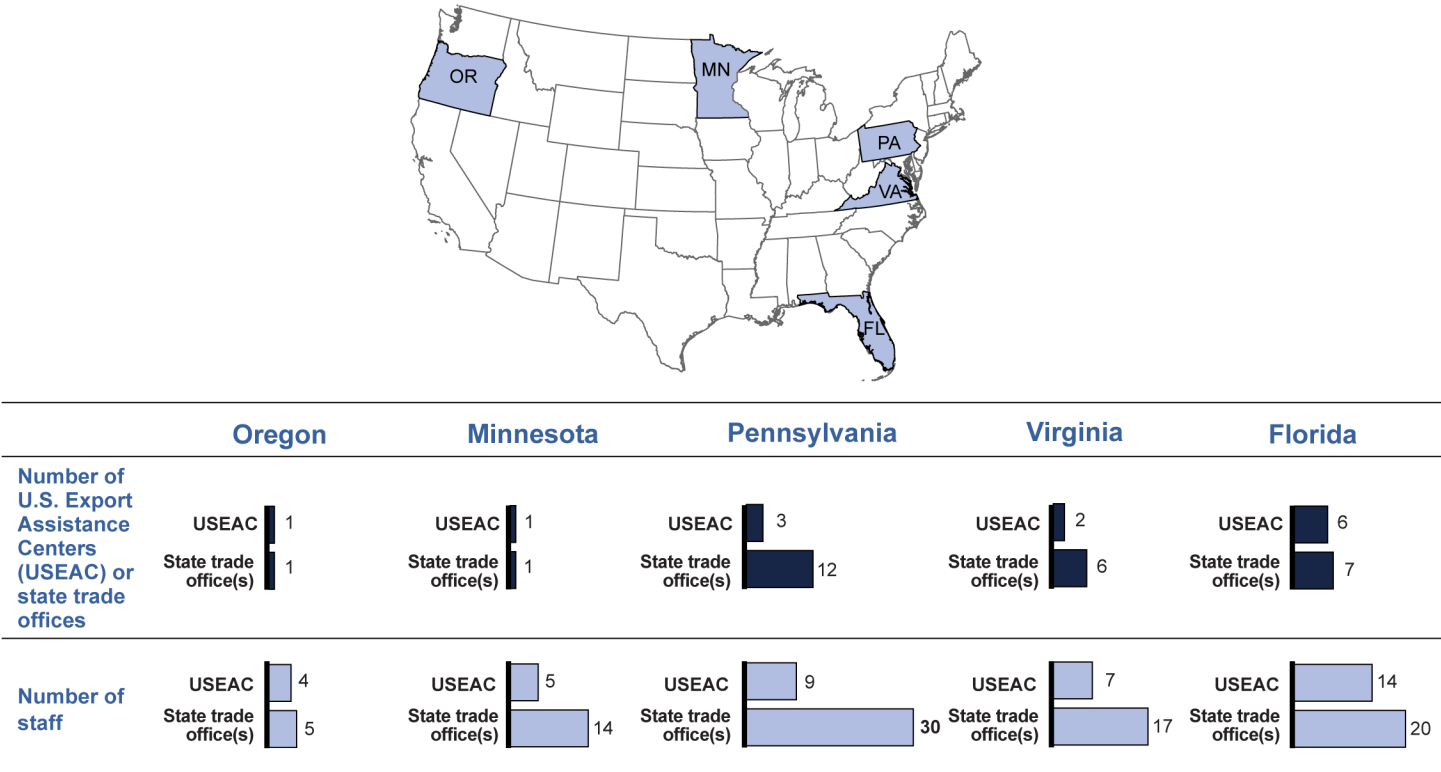 OR
MN
PA
VA
FL
Oregon
Minnesota
Pennsylvania
Virginia
Florida
Number of
U.S. Export
Assistance
Centers
(USEAC) or
state trade
offices
USEAC 1
State trade
office(s) 1
USEAC 1
State trade
office(s) 1
USEAC 3
State trade
office(s) 12
USEAC 2
State trade
office(s) 6
USEAC 6
State trade
office(s) 7
Number of
staff
USEAC 4
State trade
office(s) 5
USEAC 5
State trade
office(s) 14
USEAC 9
State trade
office(s) 30
USEAC 7
State trade
office(s) 17
USEAC 14
State trade
office(s) 20